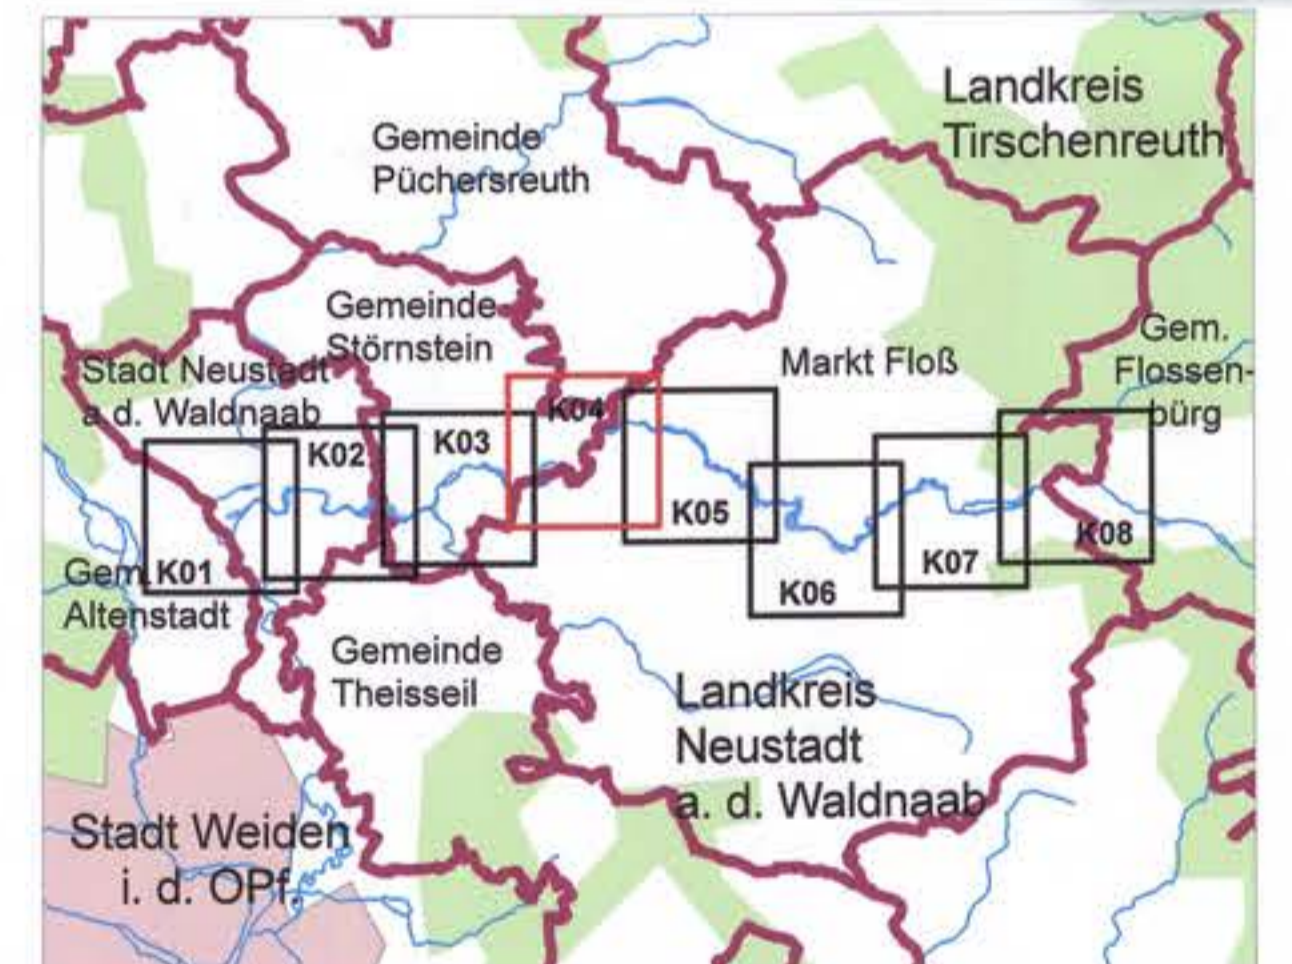 Landkreis
Tirschenreuth
Gemeinde
Püchersreuth
Gemeinde
Störnstein
Gem.
Flossen-
bürg
Markt Floß
Stadt Neustadt
a.d. Waldnaab
K01
K02
K03
K04
K05
K06
K07
K08
Gem.
Altenstadt
Gemeinde
Theisseil
Landkreis
Neustadt
a. d. Waldnaab
Stadt Weiden
i. d. OPf.